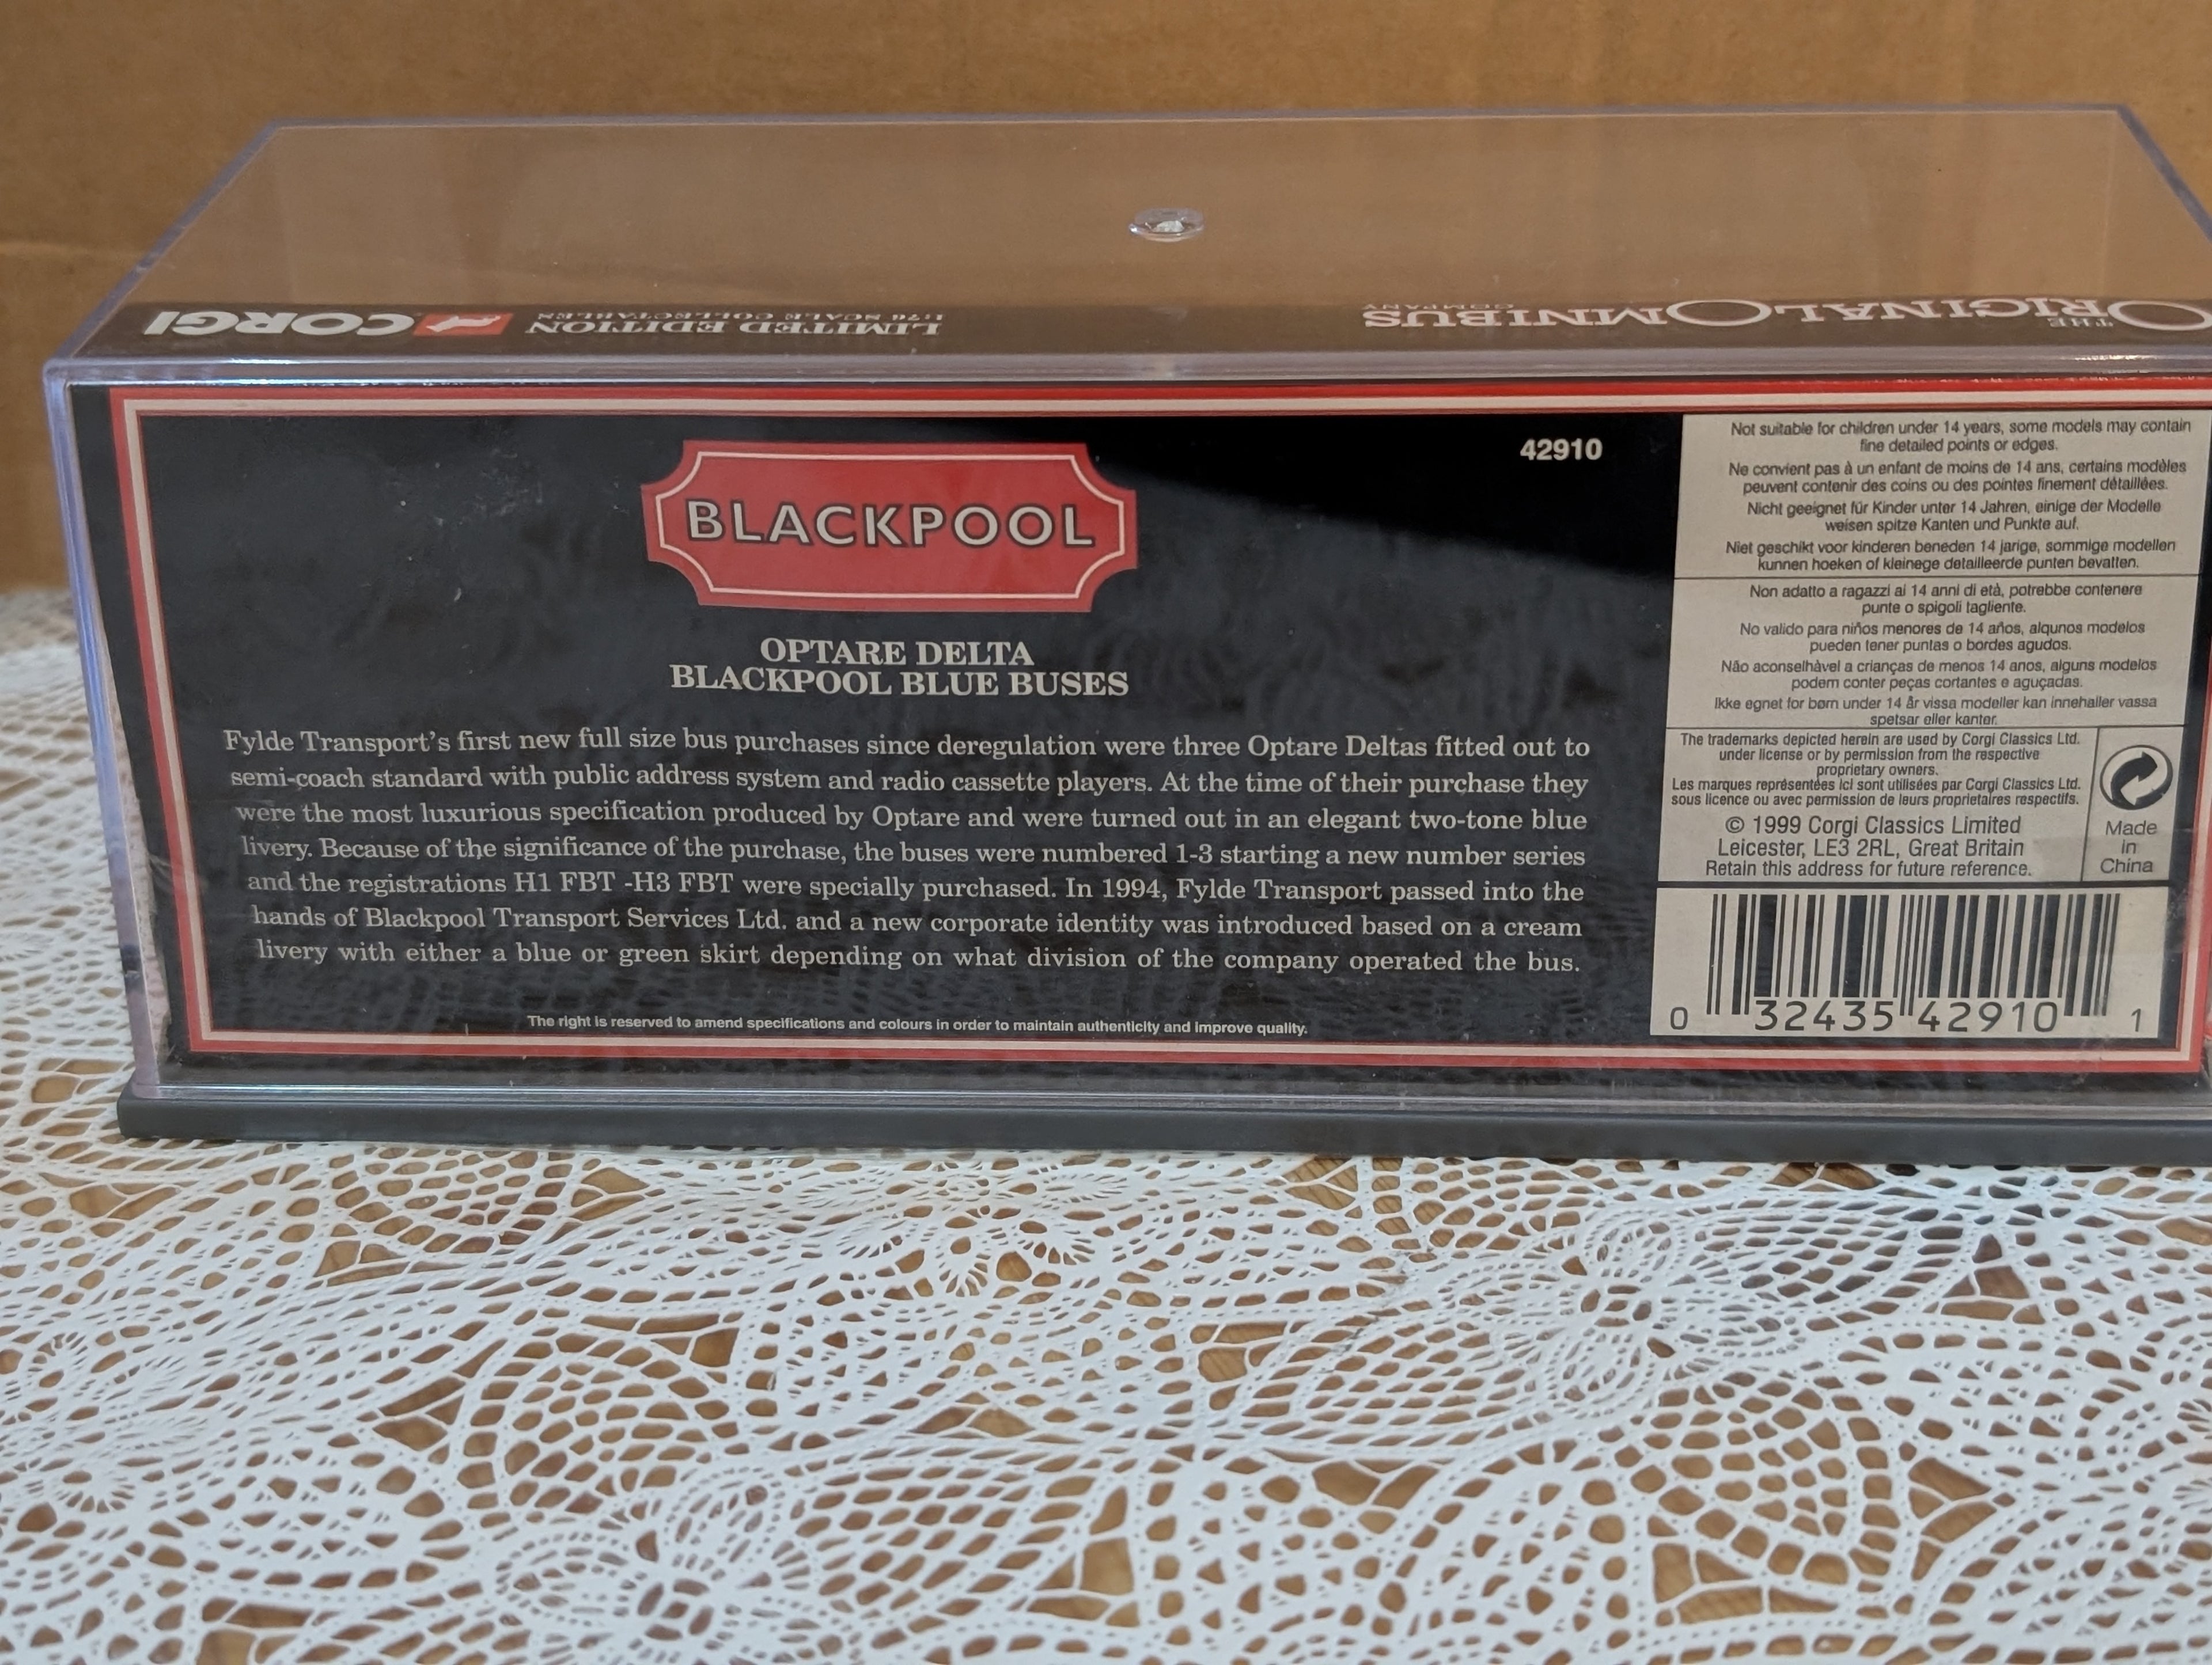 CORGI
LIMITED EDITION
1:76 SCALE COLLECTABLES
THE
ORIGINAL OMNIBUS
COMPANY
BLACKPOOL
42910
OPTARE DELTA
BLACKPOOL BLUE BUSES
Fylde Transport's first new full size bus purchases since deregulation were three Optare Deltas fitted out to
semi-coach standard with public address system and radio cassette players. At the time of their purchase they
were the most luxurious specification produced by Optare and were turned out in an elegant two-tone blue
livery. Because of the significance of the purchase, the buses were numbered 1-3 starting a new number series
and the registrations H1 FBT -H3 FBT were specially purchased. In 1994, Fylde Transport passed into the
hands of Blackpool Transport Services Ltd. and a new corporate identity was introduced based on a cream
livery with either a blue or green skirt depending on what division of the company operated the bus.
The right is reserved to amend specifications and colours in order to maintain authenticity and improve quality.
Not suitable for children under 14 years, some models may contain
fine detailed points or edges.
Ne convient pas à un enfant de moins de 14 ans, certains modèles
peuvent contenir des coins ou des pointes finement détaillées.
Nicht geeignet für Kinder unter 14 Jahren, einige der Modelle
weisen spitze Kanten und Punkte auf.
Niet geschikt voor kinderen beneden 14 jarige, sommige modellen
kunnen hoeken of kleinege detailleerde punten bevatten.
Non adatto a ragazzi ai 14 anni di età, potrebbe contenere
punte o spigoli tagliente.
No valido para niños menores de 14 años, alqunos modelos
pueden tener puntas o bordes agudos.
Não aconselhàvel a crianças de menos 14 anos, alguns modelos
podem conter peças cortantes e aguçadas.
Ikke egnet for børn under 14 år vissa modeller kan innehaller vassa
spetsar eller kanter.
The trademarks depicted herein are used by Corgi Classics Ltd.
under license or by permission from the respective
proprietary owners.
Les marques représentées ici sont utilisées par Corgi Classics Ltd.
sous licence ou avec permission de leurs proprietaires respectifs.
© 1999 Corgi Classics Limited
Leicester, LE3 2RL, Great Britain
Retain this address for future reference.
Made
in
China
0 32435 42910 1